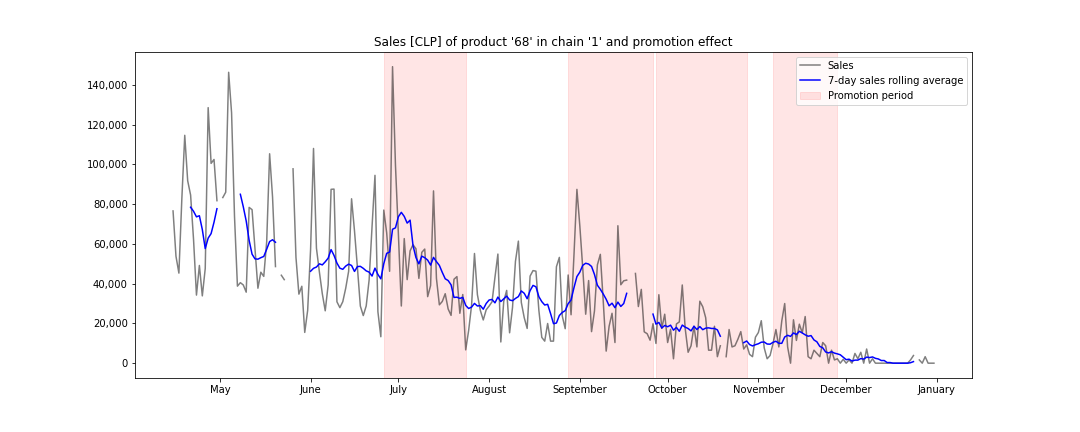 Sales [CLP] of product '68' in chain '1' and promotion effect
Sales
7-day sales rolling average
Promotion period
140,000
120,000
100,000
80,000
60,000
40,000
20,000
0
May June July August September October November December January